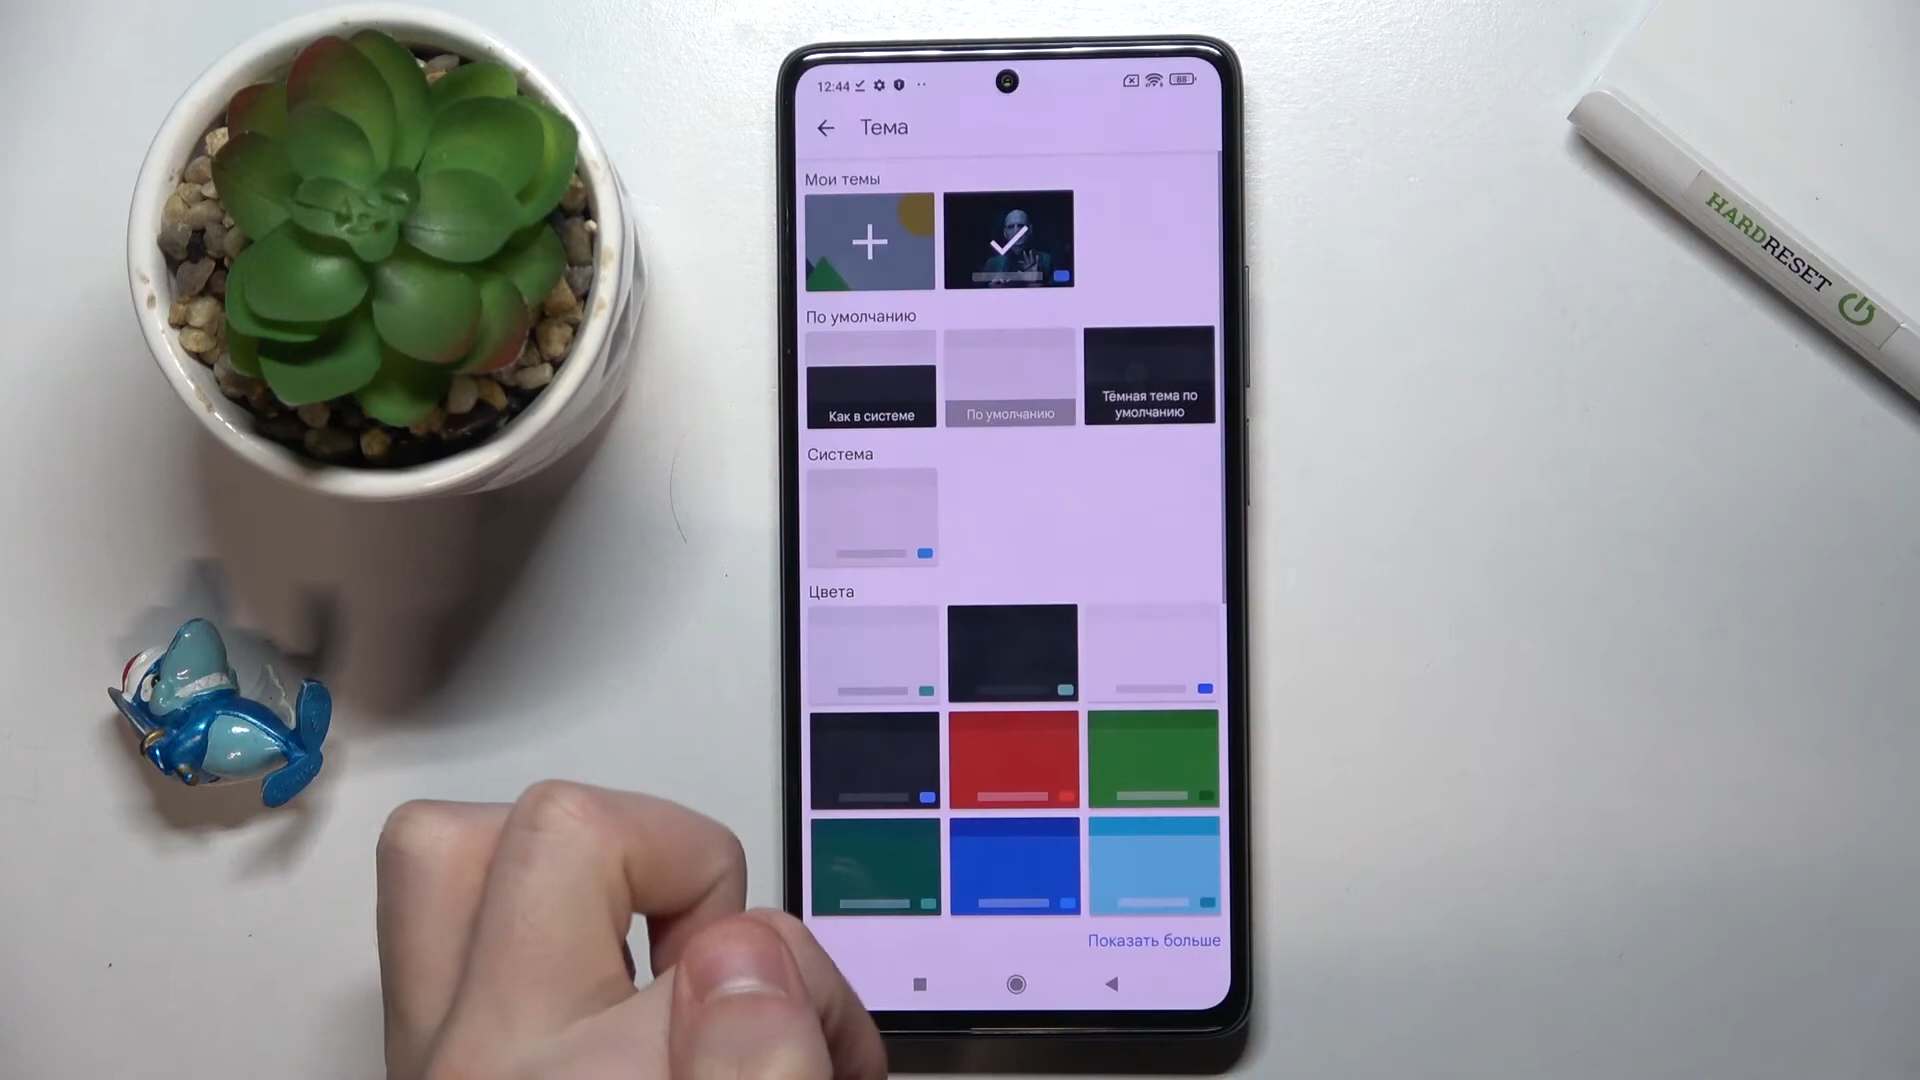 12:44
88
Тема
Мои темы
По умолчанию
Как в системе
По умолчанию
Тёмная тема по
умолчанию
Система
Цвета
Показать больше
HARDRESET